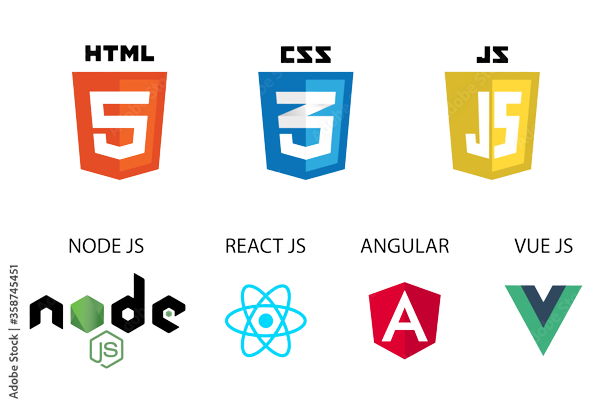 HTML CSS JS
5 3 JS
NODE JS REACT JS ANGULAR VUE JS
node
JS
A
Adobe Stock | #358745451